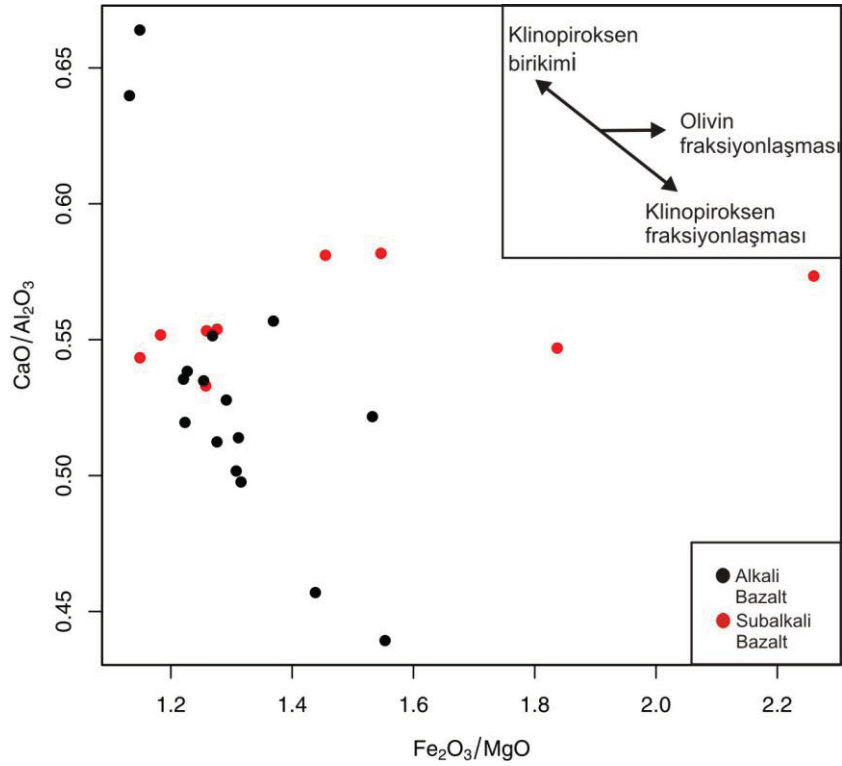 Klinopiroksen
birikimi
Olivin
fraksiyonlaşması
Klinopiroksen
fraksiyonlaşması
CaO/Al₂O₃
0.65
0.60
0.55
0.50
0.45
Alkali
Bazalt
Subalkali
Bazalt
1.2 1.4 1.6 1.8 2.0 2.2
Fe₂O₃/MgO